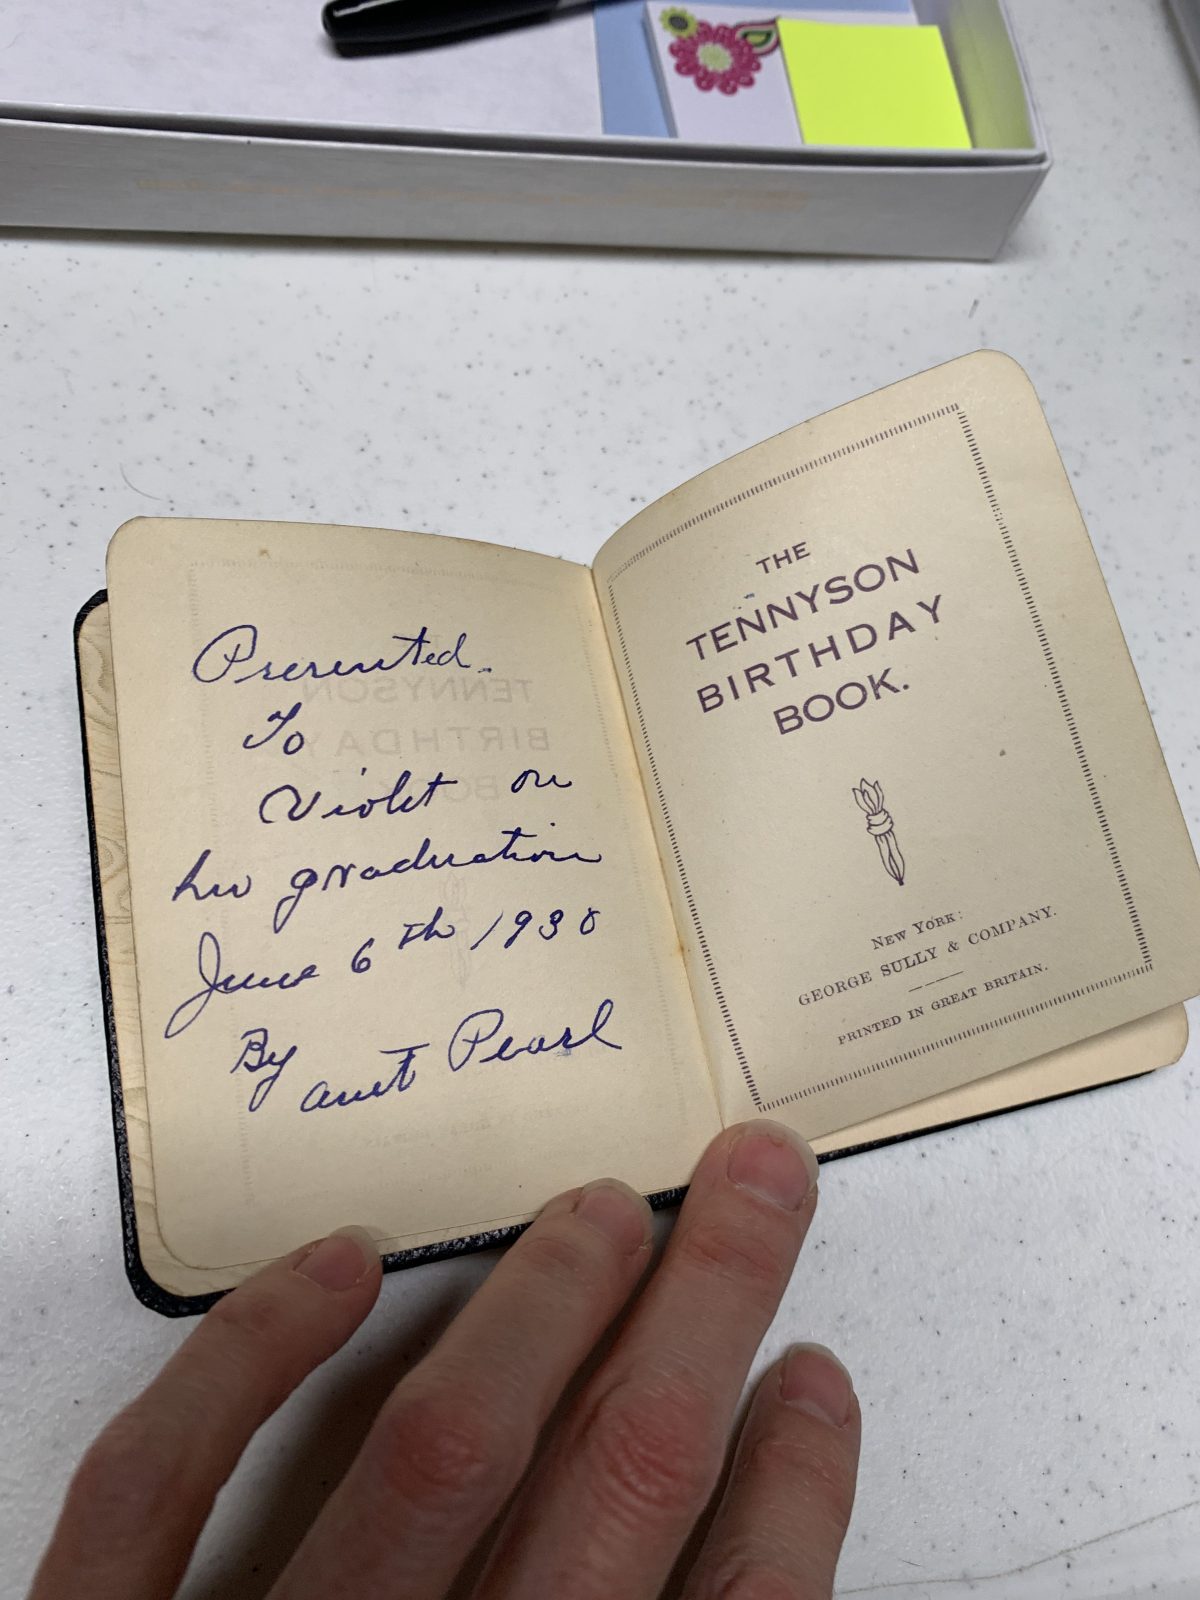 Presented
To
Violet on
her graduation
June 6th 1930
By
aunt Pearl
THE
TENNYSON
BIRTHDAY
BOOK.
NEW YORK:
GEORGE SULLY & COMPANY.
PRINTED IN GREAT BRITAIN.